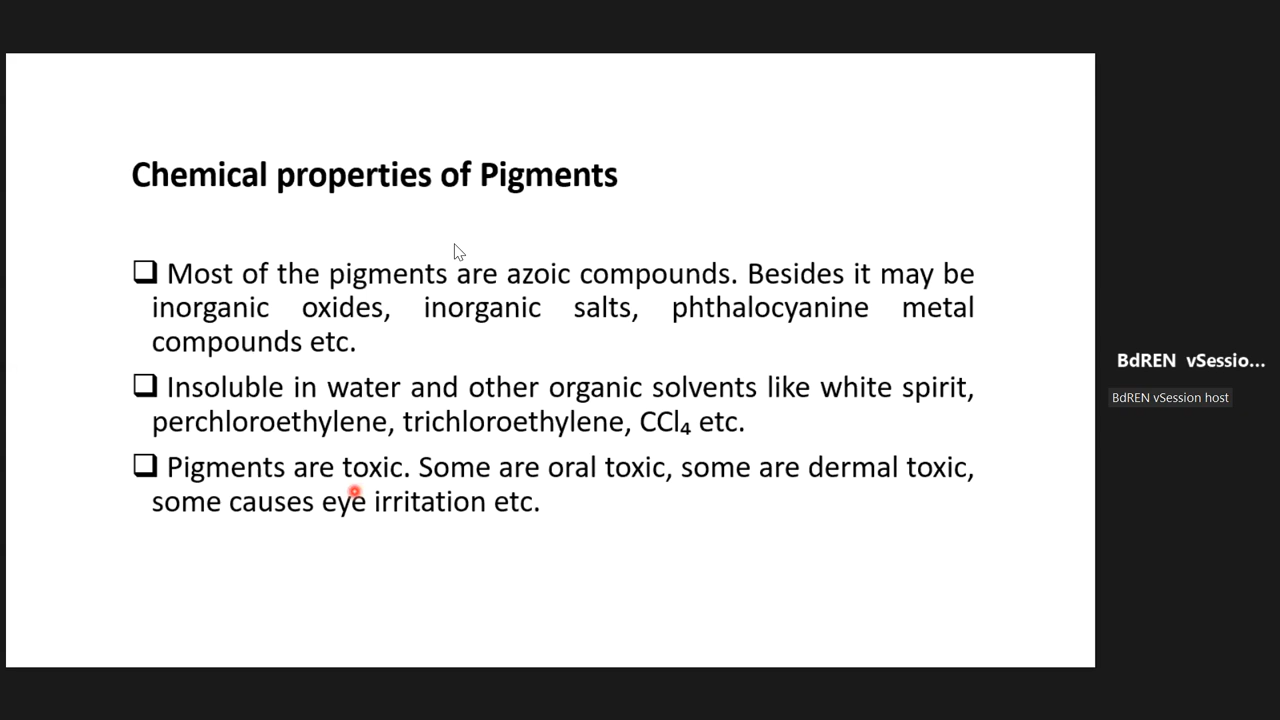 Chemical properties of Pigments
❑ Most of the pigments are azoic compounds. Besides it may be
inorganic oxides, inorganic salts, phthalocyanine metal
compounds etc.
❑ Insoluble in water and other organic solvents like white spirit,
perchloroethylene, trichloroethylene, CCl₄ etc.
❑ Pigments are toxic. Some are oral toxic, some are dermal toxic,
some causes eye irritation etc.
BdREN vSessio...
BdREN vSession host